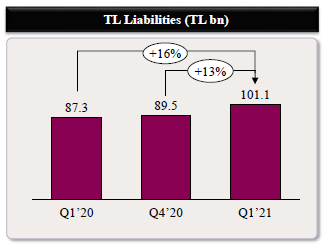 TL Liabilities (TL bn)
+16%
+13%
87.3
89.5
101.1
Q1’20
Q4’20
Q1’21